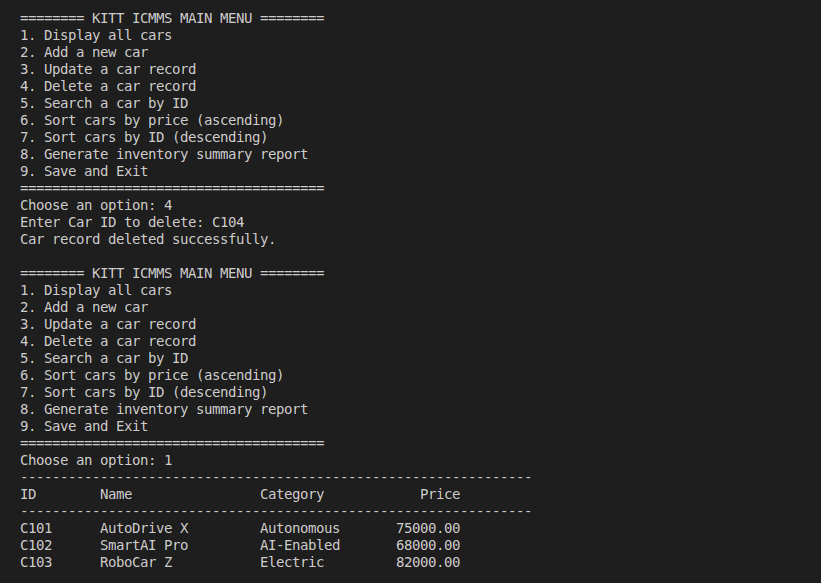 ======== KITT ICMMS MAIN MENU ========
1. Display all cars
2. Add a new car
3. Update a car record
4. Delete a car record
5. Search a car by ID
6. Sort cars by price (ascending)
7. Sort cars by ID (descending)
8. Generate inventory summary report
9. Save and Exit
======================================
Choose an option: 4
Enter Car ID to delete: C104
Car record deleted successfully.

======== KITT ICMMS MAIN MENU ========
1. Display all cars
2. Add a new car
3. Update a car record
4. Delete a car record
5. Search a car by ID
6. Sort cars by price (ascending)
7. Sort cars by ID (descending)
8. Generate inventory summary report
9. Save and Exit
======================================
Choose an option: 1
----------------------------------------------------------------
ID        Name                Category            Price
----------------------------------------------------------------
C101      AutoDrive X         Autonomous       75000.00
C102      SmartAI Pro         AI-Enabled       68000.00
C103      RoboCar Z           Electric         82000.00